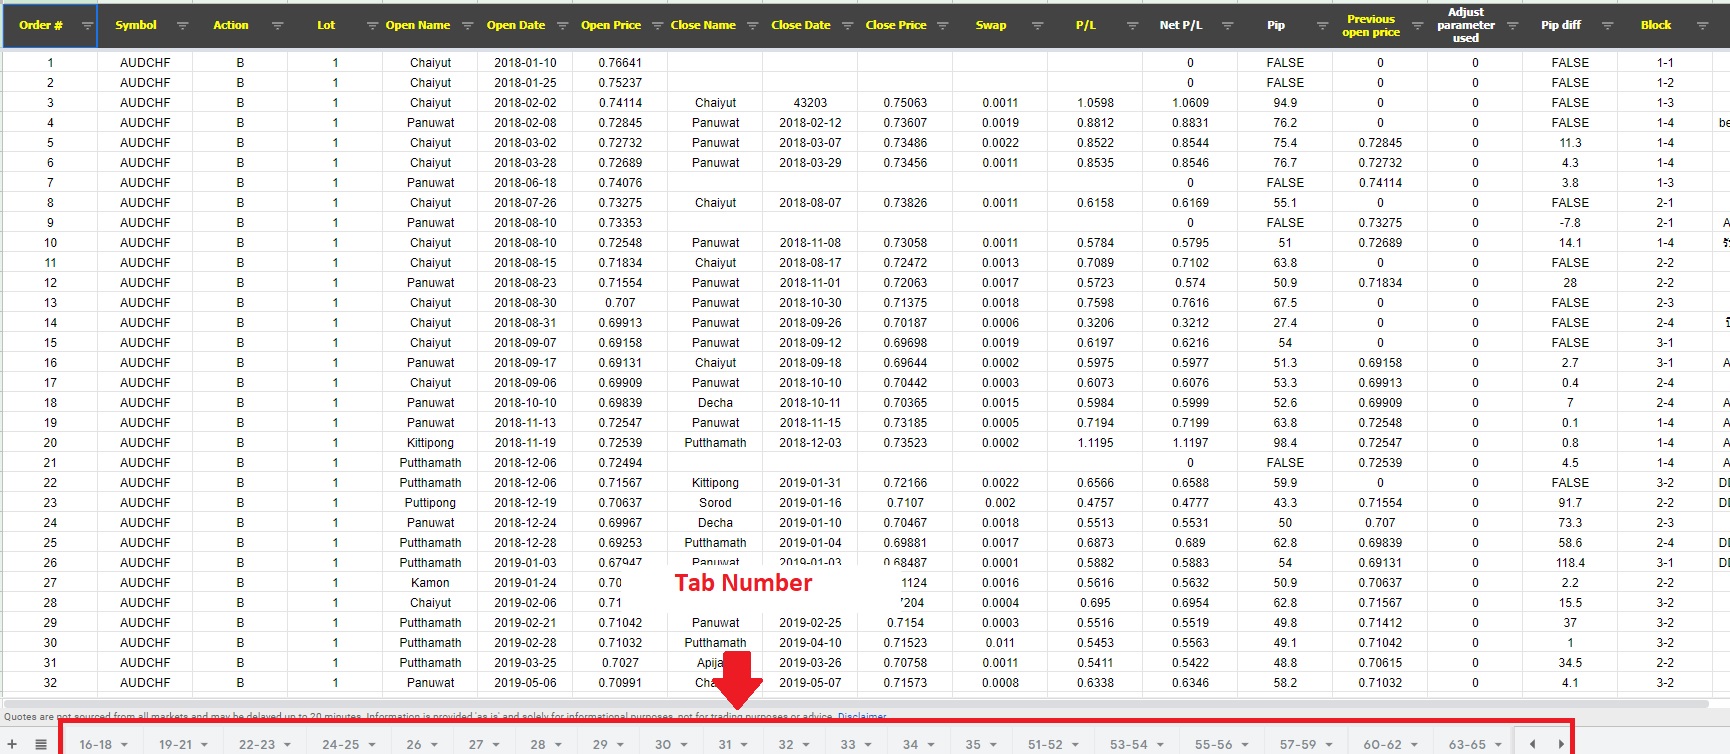 Order # Symbol Action Lot Open Name Open Date Open Price Close Name Close Date Close Price Swap P/L Net P/L Pip Previous open price Adjust parameter used Pip diff Block
1 AUDCHF B 1 Chaiyut 2018-01-10 0.76641 0 FALSE 0 0 FALSE 1-1
2 AUDCHF B 1 Chaiyut 2018-01-25 0.75237 0 FALSE 0 0 FALSE 1-2
3 AUDCHF B 1 Chaiyut 2018-02-02 0.74114 Chaiyut 43203 0.75063 0.0011 1.0598 1.0609 94.9 0 0 FALSE 1-3
4 AUDCHF B 1 Panuwat 2018-02-08 0.72845 Panuwat 2018-02-12 0.73607 0.0019 0.8812 0.8831 76.2 0 0 FALSE 1-4 be
5 AUDCHF B 1 Chaiyut 2018-03-02 0.72732 Panuwat 2018-03-07 0.73486 0.0022 0.8522 0.8544 75.4 0.72845 0 11.3 1-4
6 AUDCHF B 1 Chaiyut 2018-03-28 0.72689 Panuwat 2018-03-29 0.73456 0.0011 0.8535 0.8546 76.7 0.72732 0 4.3 1-4
7 AUDCHF B 1 Panuwat 2018-06-18 0.74076 0 FALSE 0.74114 0 3.8 1-3
8 AUDCHF B 1 Chaiyut 2018-07-26 0.73275 Chaiyut 2018-08-07 0.73826 0.0011 0.6158 0.6169 55.1 0 0 FALSE 2-1
9 AUDCHF B 1 Panuwat 2018-08-10 0.73353 0 FALSE 0.73275 0 -7.8 2-1 A
10 AUDCHF B 1 Chaiyut 2018-08-10 0.72548 Panuwat 2018-11-08 0.73058 0.0011 0.5784 0.5795 51 0.72689 0 14.1 1-4
11 AUDCHF B 1 Chaiyut 2018-08-15 0.71834 Chaiyut 2018-08-17 0.72472 0.0013 0.7089 0.7102 63.8 0 0 FALSE 2-2
12 AUDCHF B 1 Panuwat 2018-08-23 0.71554 Panuwat 2018-11-01 0.72063 0.0017 0.5723 0.574 50.9 0.71834 0 28 2-2
13 AUDCHF B 1 Chaiyut 2018-08-30 0.707 Panuwat 2018-10-30 0.71375 0.0018 0.7598 0.7616 67.5 0 0 FALSE 2-3
14 AUDCHF B 1 Chaiyut 2018-08-31 0.69913 Panuwat 2018-09-26 0.70187 0.0006 0.3206 0.3212 27.4 0 0 FALSE 2-4
15 AUDCHF B 1 Chaiyut 2018-09-07 0.69158 Panuwat 2018-09-12 0.69698 0.0019 0.6197 0.6216 54 0 0 FALSE 3-1
16 AUDCHF B 1 Panuwat 2018-09-17 0.69131 Chaiyut 2018-09-18 0.69644 0.0002 0.5975 0.5977 51.3 0.69158 0 2.7 3-1 A
17 AUDCHF B 1 Chaiyut 2018-09-06 0.69909 Panuwat 2018-10-10 0.70442 0.0003 0.6073 0.6076 53.3 0.69913 0 0.4 2-4
18 AUDCHF B 1 Panuwat 2018-10-10 0.69839 Decha 2018-10-11 0.70365 0.0015 0.5984 0.5999 52.6 0.69909 0 7 2-4 A
19 AUDCHF B 1 Panuwat 2018-11-13 0.72547 Panuwat 2018-11-15 0.73185 0.0005 0.7194 0.7199 63.8 0.72548 0 0.1 1-4 A
20 AUDCHF B 1 Kittipong 2018-11-19 0.72539 Putthamath 2018-12-03 0.73523 0.0002 1.1195 1.1197 98.4 0.72547 0 0.8 1-4 A
21 AUDCHF B 1 Putthamath 2018-12-06 0.72494 0 FALSE 0.72539 0 4.5 1-4 A
22 AUDCHF B 1 Putthamath 2018-12-06 0.71567 Kittipong 2019-01-31 0.72166 0.0022 0.6566 0.6588 59.9 0 0 FALSE 3-2 DD
23 AUDCHF B 1 Puttipong 2018-12-19 0.70637 Sorod 2019-01-16 0.7107 0.002 0.4757 0.4777 43.3 0.71554 0 91.7 2-2 DD
24 AUDCHF B 1 Panuwat 2018-12-24 0.69967 Decha 2019-01-10 0.70467 0.0018 0.5513 0.5531 50 0.707 0 73.3 2-3
25 AUDCHF B 1 Putthamath 2018-12-28 0.69253 Putthamath 2019-01-04 0.69881 0.0017 0.6873 0.689 62.8 0.69839 0 58.6 2-4 DD
26 AUDCHF B 1 Putthamath 2019-01-03 0.67947 Panuwat 2019-01-03 0.68487 0.0001 0.5882 0.5883 54 0.69131 0 118.4 3-1 DD
27 AUDCHF B 1 Kamon 2019-01-24 0.70 1124 0.0016 0.5616 0.5632 50.9 0.70637 0 2.2 2-2
Tab Number
28 AUDCHF B 1 Chaiyut 2019-02-06 0.71 204 0.0004 0.695 0.6954 62.8 0.71567 0 15.5 3-2
29 AUDCHF B 1 Putthamath 2019-02-21 0.71042 Panuwat 2019-02-25 0.7154 0.0003 0.5516 0.5519 49.8 0.71412 0 37 3-2
30 AUDCHF B 1 Putthamath 2019-02-28 0.71032 Putthamath 2019-04-10 0.71523 0.011 0.5453 0.5563 49.1 0.71042 0 1 3-2
31 AUDCHF B 1 Putthamath 2019-03-25 0.7027 Apija 2019-03-26 0.70758 0.0011 0.5411 0.5422 48.8 0.70615 0 34.5 2-2
32 AUDCHF B 1 Panuwat 2019-05-06 0.70991 Cha 2019-05-07 0.71573 0.0008 0.6338 0.6346 58.2 0.71032 0 4.1 3-2
Quotes are not sourced from all markets and may be delayed up to 20 minutes. Information is provided 'as is' and solely for informational purposes, not for trading purposes or advice. Disclaimer
16-18 19-21 22-23 24-25 26 27 28 29 30 31 32 33 34 35 51-52 53-54 55-56 57-59 60-62 63-65